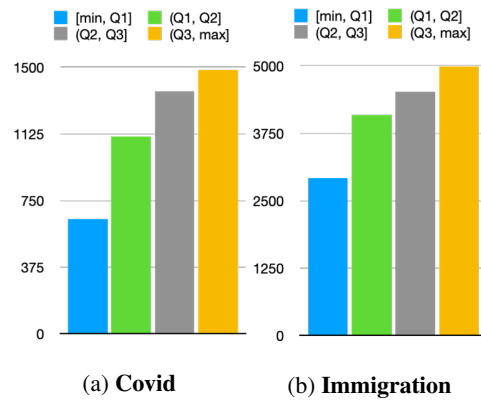 [min, Q1] (Q1, Q2]
(Q2, Q3] (Q3, max]
1500
1125
750
375
0
(a) Covid
[min, Q1] (Q1, Q2]
(Q2, Q3] (Q3, max]
5000
3750
2500
1250
0
(b) Immigration